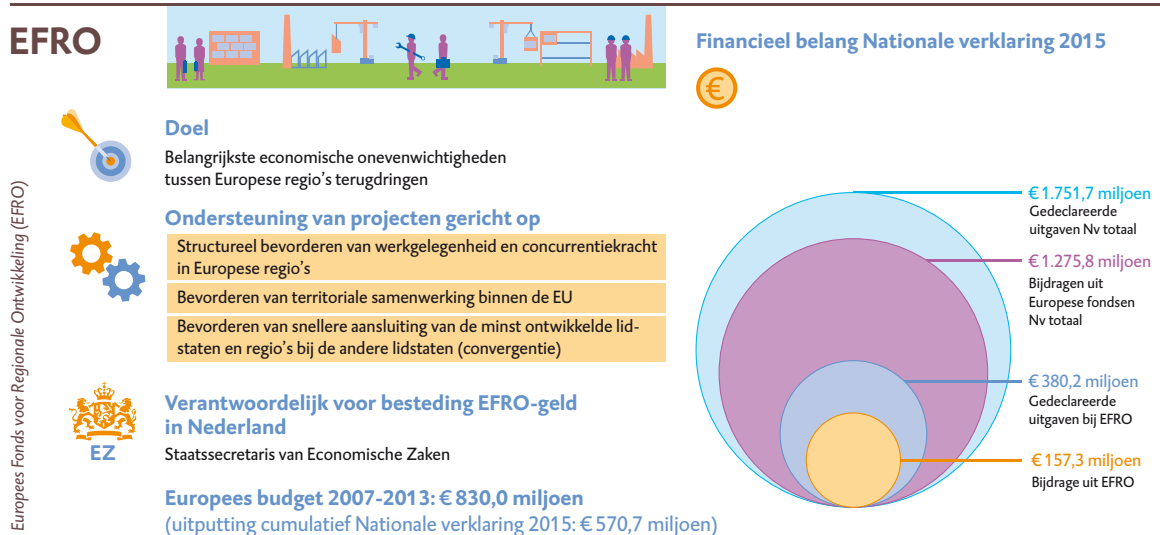 EFRO
Europees Fonds voor Regionale Ontwikkeling (EFRO)
Doel
Belangrijkste economische onevenwichtigheden
tussen Europese regio's terugdringen
Ondersteuning van projecten gericht op
Structureel bevorderen van werkgelegenheid en concurrentiekracht
in Europese regio's
Bevorderen van territoriale samenwerking binnen de EU
Bevorderen van snellere aansluiting van de minst ontwikkelde lid-
staten en regio's bij de andere lidstaten (convergentie)
EZ
Verantwoordelijk voor besteding EFRO-geld
in Nederland
Staatssecretaris van Economische Zaken
Europees budget 2007-2013: € 830,0 miljoen
(uitputting cumulatief Nationale verklaring 2015: € 570,7 miljoen)
Financieel belang Nationale verklaring 2015
€
€ 1.751,7 miljoen
Gedeclareerde
uitgaven Nv totaal
€ 1.275,8 miljoen
Bijdragen uit
Europese fondsen
Nv totaal
€ 380,2 miljoen
Gedeclareerde
uitgaven bij EFRO
€ 157,3 miljoen
Bijdrage uit EFRO